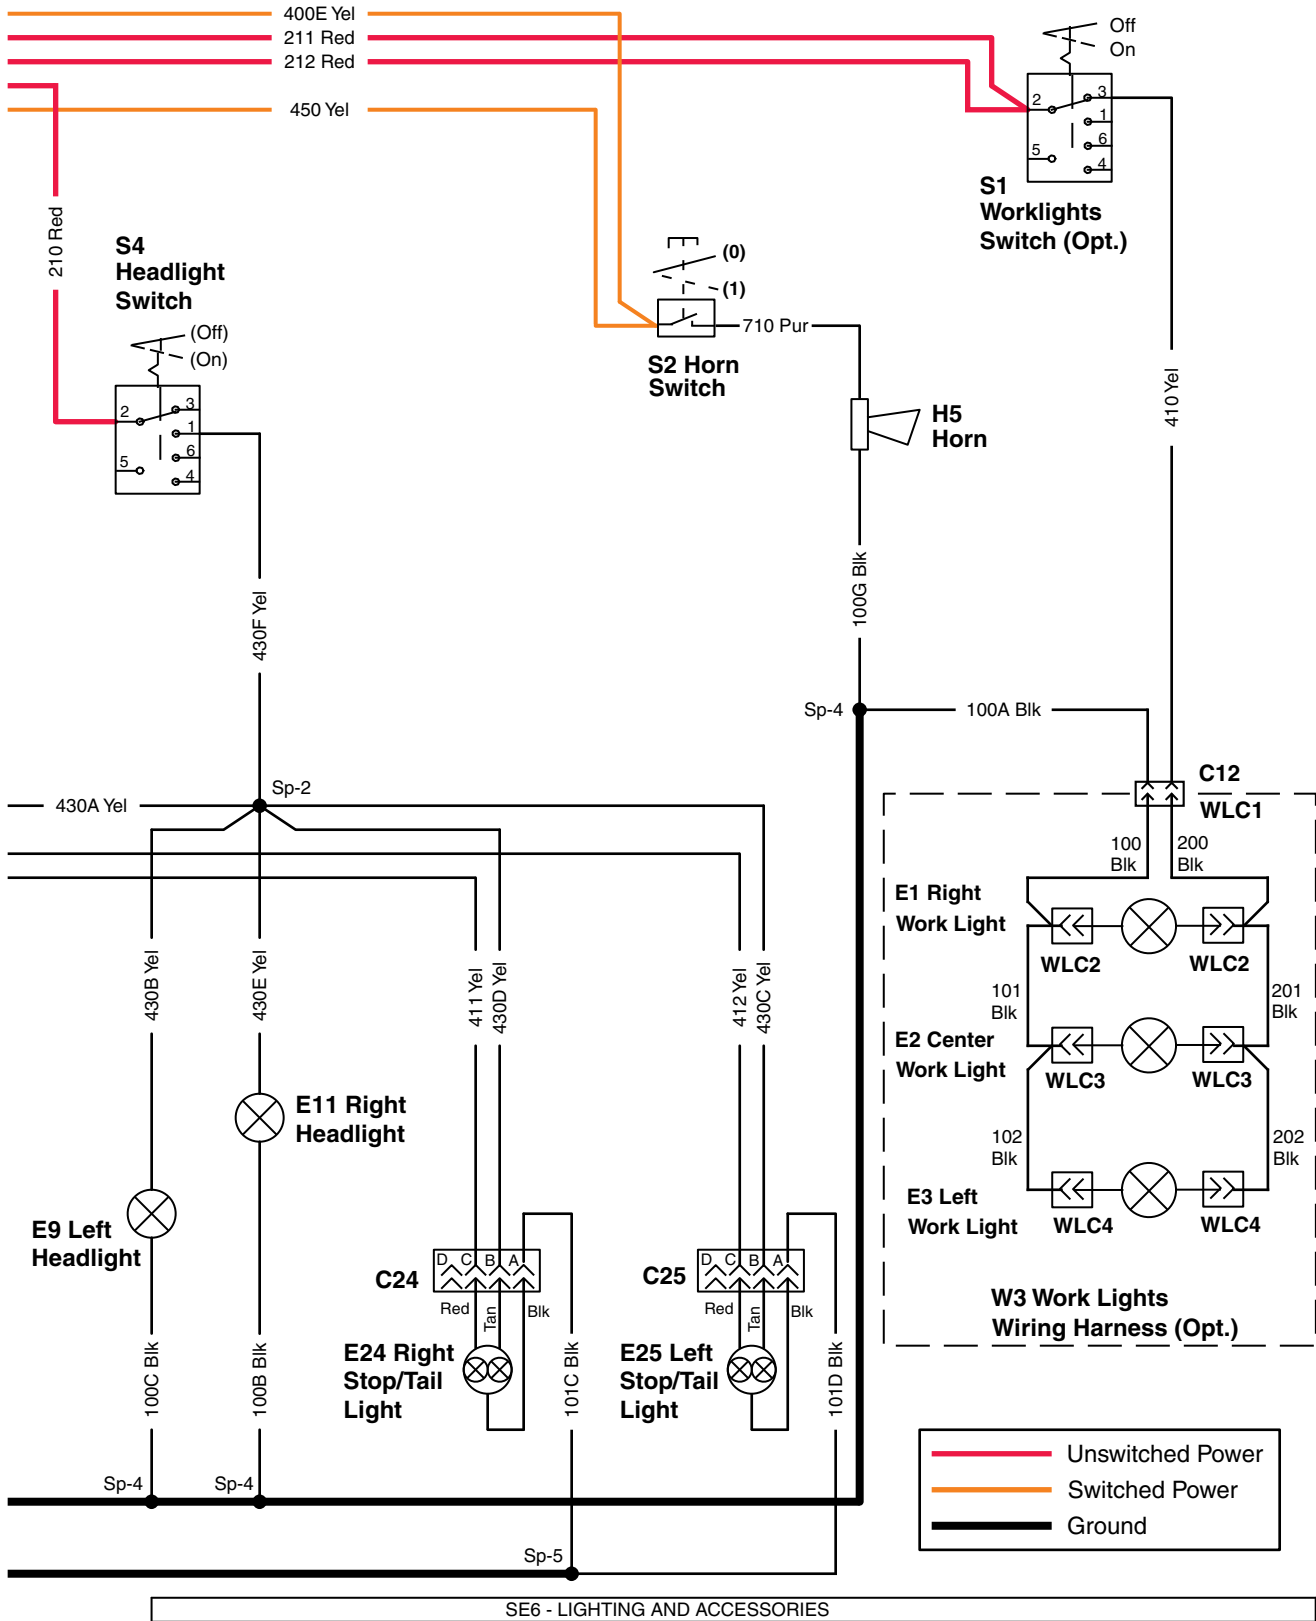 400E Yel
211 Red
212 Red
450 Yel
Off
On
2
3
1
6
5
4
S1
Worklights
Switch (Opt.)
210 Red
S4
Headlight
Switch
(Off)
(On)
2
3
1
6
5
4
(0)
(1)
710 Pur
S2 Horn
Switch
H5
Horn
410 Yel
430F Yel
100G Blk
Sp-4
100A Blk
Sp-2
430A Yel
C12
WLC1
100
Blk
200
Blk
E1 Right
Work Light
WLC2
WLC2
101
Blk
201
Blk
E2 Center
Work Light
WLC3
WLC3
102
Blk
202
Blk
E3 Left
Work Light
WLC4
WLC4
W3 Work Lights
Wiring Harness (Opt.)
430B Yel
430E Yel
411 Yel
430D Yel
412 Yel
430C Yel
E11 Right
Headlight
E9 Left
Headlight
C24
D C B A
Red
Tan
Blk
E24 Right
Stop/Tail
Light
C25
D C B A
Red
Tan
Blk
E25 Left
Stop/Tail
Light
100C Blk
100B Blk
101C Blk
101D Blk
Sp-4
Sp-4
Sp-5
Unswitched Power
Switched Power
Ground
SE6 - LIGHTING AND ACCESSORIES